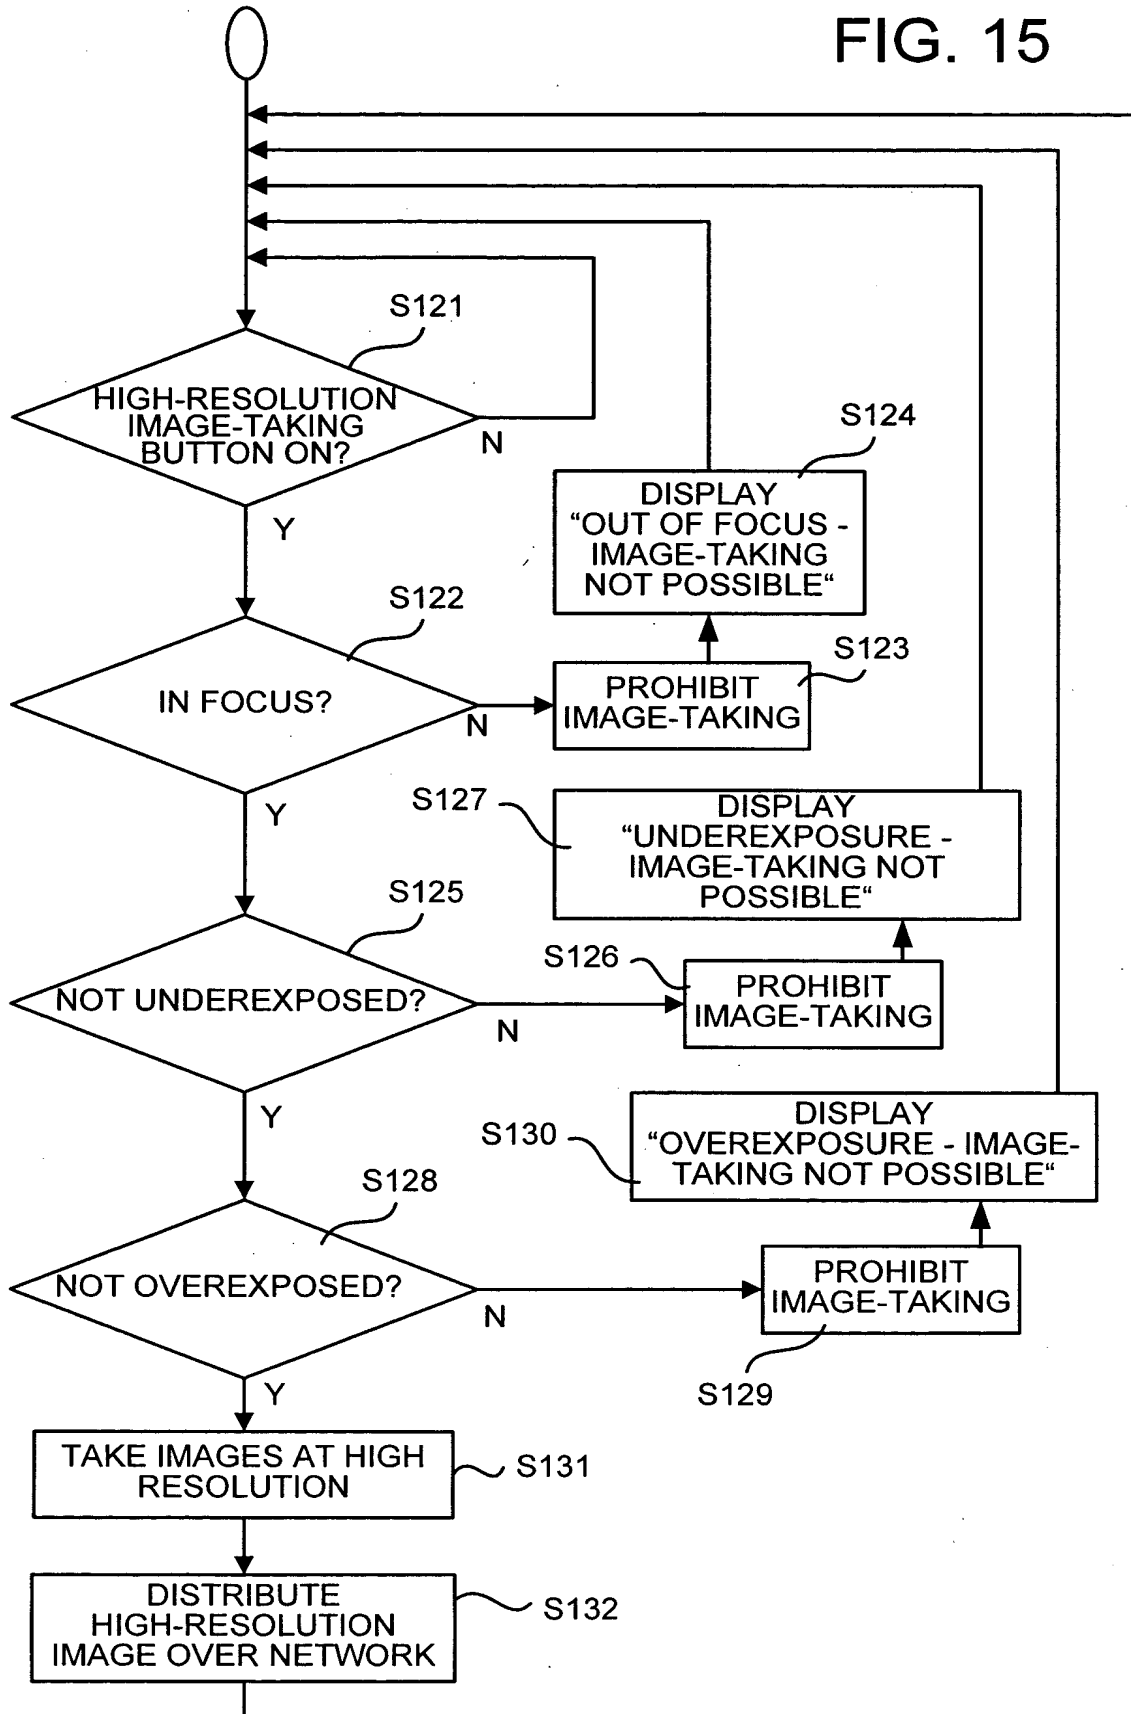 FIG. 15
S121
HIGH-RESOLUTION
IMAGE-TAKING
BUTTON ON?
N
Y
S124
DISPLAY
“OUT OF FOCUS -
IMAGE-TAKING
NOT POSSIBLE“
S122
IN FOCUS?
N
Y
S123
PROHIBIT
IMAGE-TAKING
S127
DISPLAY
“UNDEREXPOSURE -
IMAGE-TAKING NOT
POSSIBLE“
S125
NOT UNDEREXPOSED?
N
Y
S126
PROHIBIT
IMAGE-TAKING
S130
DISPLAY
“OVEREXPOSURE - IMAGE-
TAKING NOT POSSIBLE“
S128
NOT OVEREXPOSED?
N
Y
PROHIBIT
IMAGE-TAKING
S129
TAKE IMAGES AT HIGH
RESOLUTION
S131
DISTRIBUTE
HIGH-RESOLUTION
IMAGE OVER NETWORK
S132